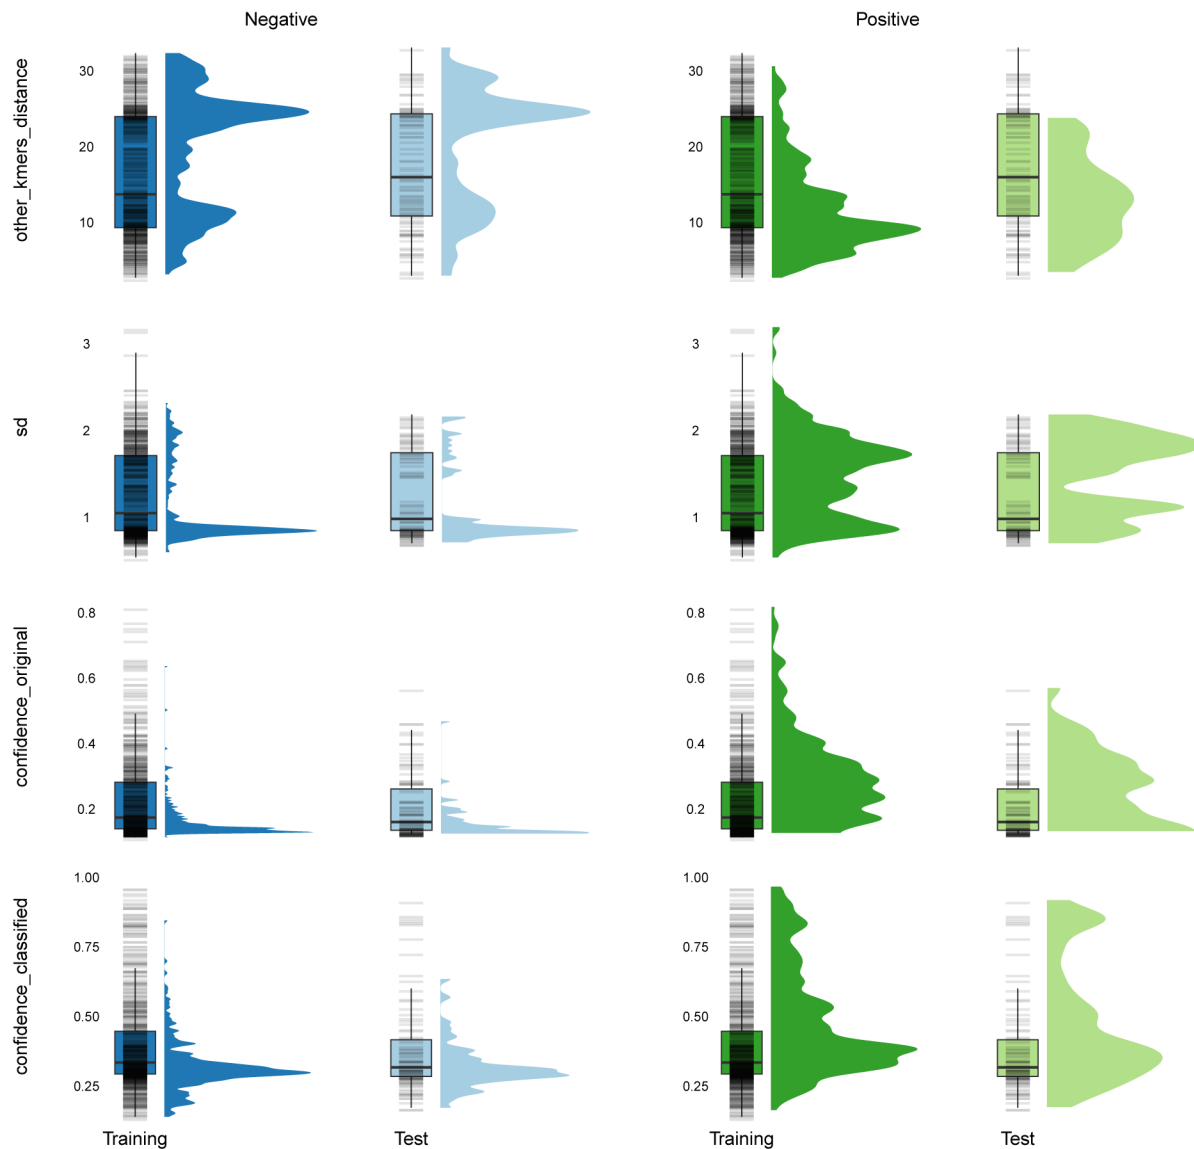 Negative
Positive
other_kmers_distance
30
20
10
30
20
10
sd
3
2
1
3
2
1
confidence_original
0.8
0.6
0.4
0.2
0.8
0.6
0.4
0.2
confidence_classified
1.00
0.75
0.50
0.25
1.00
0.75
0.50
0.25
Training
Test
Training
Test